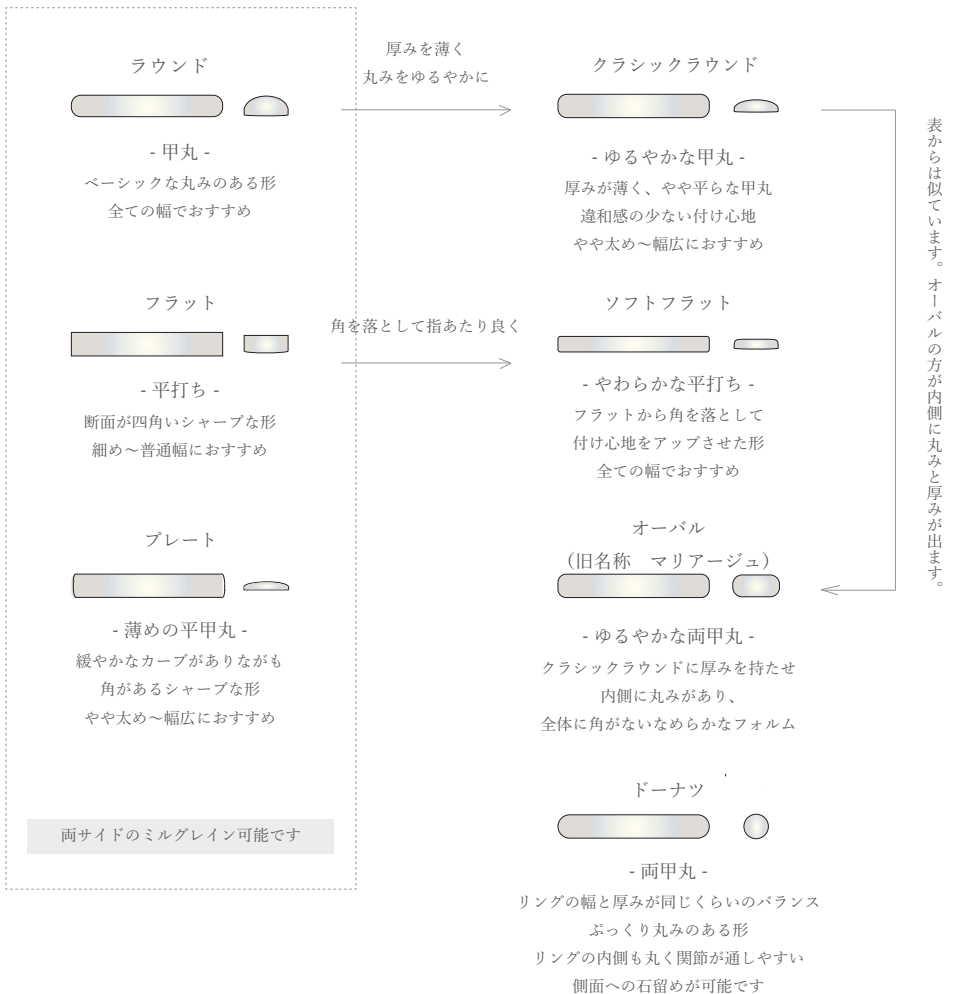 ラウンド
- 甲丸 -
ベーシックな丸みのある形
全ての幅でおすすめ
フラット
- 平打ち -
断面が四角いシャープな形
細め〜普通幅におすすめ
プレート
- 薄めの平甲丸 -
緩やかなカーブがありながも
角があるシャープな形
やや太め〜幅広におすすめ
両サイドのミルグレイン可能です
厚みを薄く
丸みをゆるやかに
角を落として指あたり良く
クラシックラウンド
- ゆるやかな甲丸 -
厚みが薄く、やや平らな甲丸
違和感の少ない付け心地
やや太め〜幅広におすすめ
ソフトフラット
- やわらかな平打ち -
フラットから角を落として
付け心地をアップさせた形
全ての幅でおすすめ
オーバル
（旧名称　マリアージュ）
- ゆるやかな両甲丸 -
クラシックラウンドに厚みを持たせ
内側に丸みがあり、
全体に角がないなめらかなフォルム
ドーナツ
- 両甲丸 -
リングの幅と厚みが同じくらいのバランス
ぷっくり丸みのある形
リングの内側も丸く関節が通しやすい
側面への石留めが可能です
表からは似ています。オーバルの方が内側に丸みと厚みが出ます。